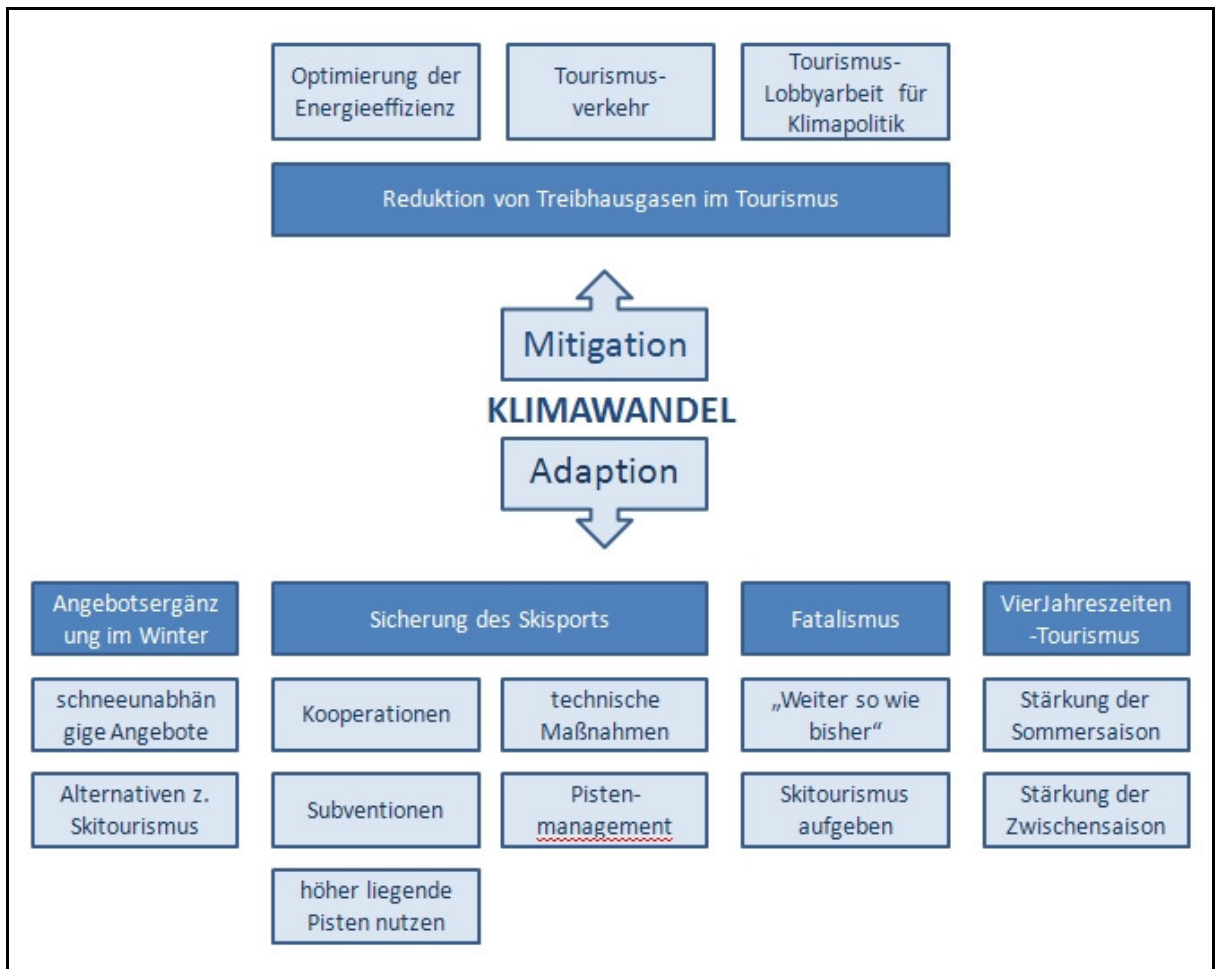 Optimierung der
Energieeffizienz
Tourismus-
verkehr
Tourismus-
Lobbyarbeit für
Klimapolitik
Reduktion von Treibhausgasen im Tourismus
Mitigation
KLIMAWANDEL
Adaption
Angebotsergänz
ung im Winter
Sicherung des Skisports
Fatalismus
VierJahreszeiten
-Tourismus
schneeunabhän
gige Angebote
Kooperationen
technische
Maßnahmen
„Weiter so wie
bisher“
Stärkung der
Sommersaison
Alternativen z.
Skitourismus
Subventionen
Pisten-
management
Skitourismus
aufgeben
Stärkung der
Zwischensaison
höher liegende
Pisten nutzen